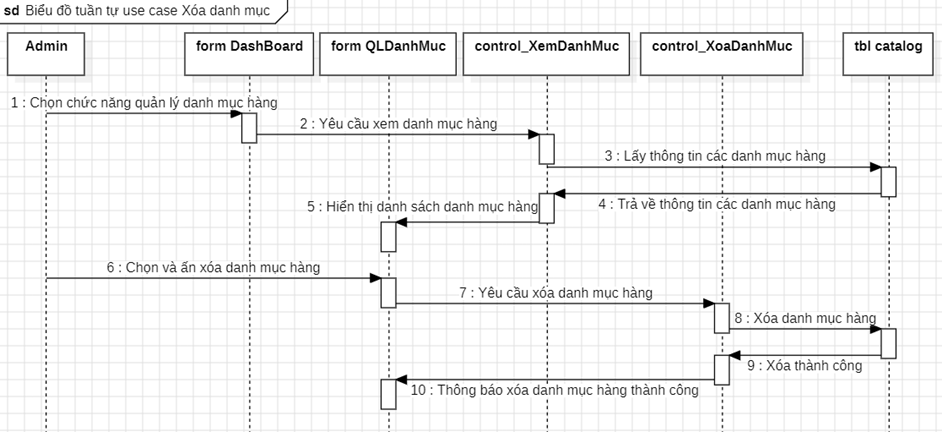 sd Biểu đồ tuần tự use case Xóa danh mục
Admin
form DashBoard
form QLDanhMuc
control_XemDanhMuc
control_XoaDanhMuc
tbl catalog
1 : Chọn chức năng quản lý danh mục hàng
2 : Yêu cầu xem danh mục hàng
3 : Lấy thông tin các danh mục hàng
4 : Trả về thông tin các danh mục hàng
5 : Hiển thị danh sách danh mục hàng
6 : Chọn và ấn xóa danh mục hàng
7 : Yêu cầu xóa danh mục hàng
8 : Xóa danh mục hàng
9 : Xóa thành công
10 : Thông báo xóa danh mục hàng thành công